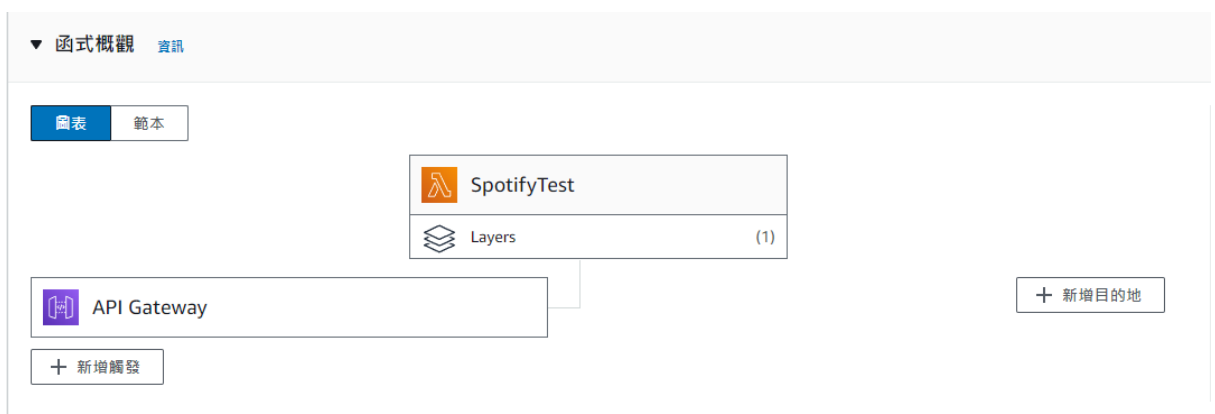 ▼ 函式概觀 資訊
圖表 範本
SpotifyTest
Layers (1)
API Gateway
+ 新增目的地
+ 新增觸發